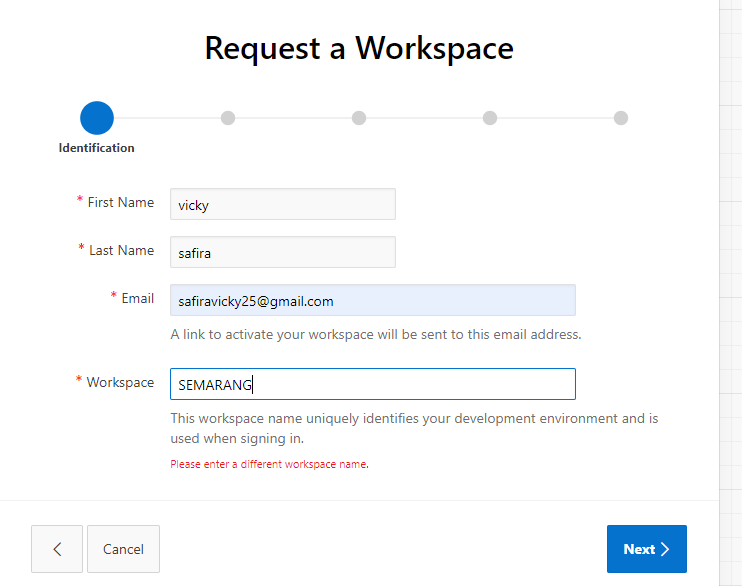 Request a Workspace
Identification
* First Name vicky
* Last Name safira
* Email safiravicky25@gmail.com
A link to activate your workspace will be sent to this email address.
* Workspace SEMARANG
This workspace name uniquely identifies your development environment and is
used when signing in.
Please enter a different workspace name.
Cancel Next